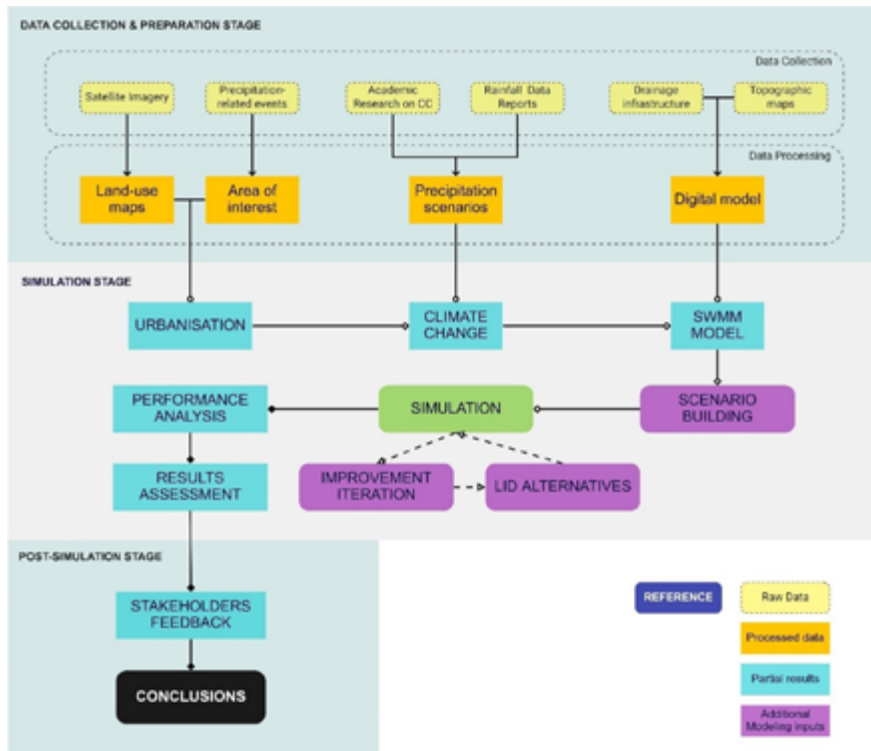 DATA COLLECTION & PREPARATION STAGE
Data Collection
Satellite Imagery
Precipitation-
related events
Academic
Research on CC
Rainfall Data
Reports
Drainage
infrastructure
Topographic
maps
Data Processing
Land-use
maps
Area of
interest
Precipitation
scenarios
Digital model
SIMULATION STAGE
URBANISATION
CLIMATE
CHANGE
SWMM
MODEL
PERFORMANCE
ANALYSIS
SIMULATION
SCENARIO
BUILDING
RESULTS
ASSESSMENT
IMPROVEMENT
ITERATION
LID ALTERNATIVES
POST-SIMULATION STAGE
STAKEHOLDERS
FEEDBACK
CONCLUSIONS
REFERENCE
Raw Data
Processed data
Partial results
Additional
Modeling inputs